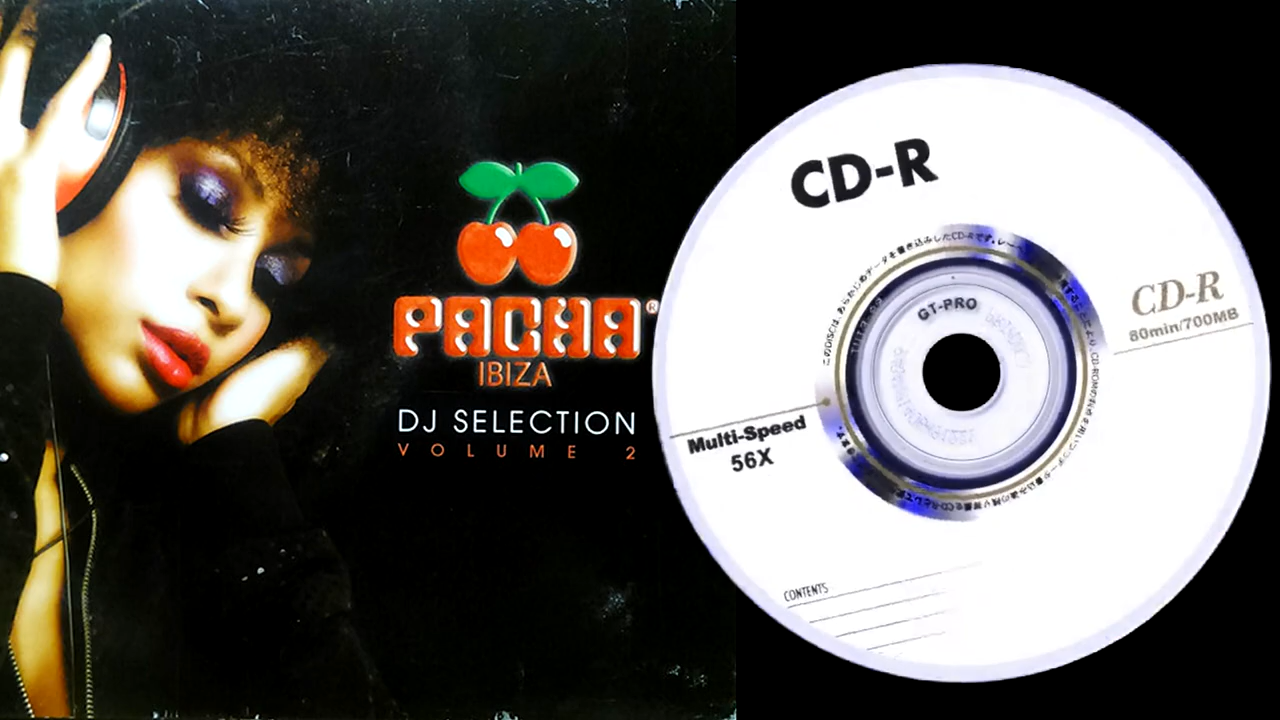 PACHA®
IBIZA
DJ SELECTION
VOLUME 2
CD-R
GT-PRO
CD-R
80min/700MB
Multi-Speed
56X
CONTENTS